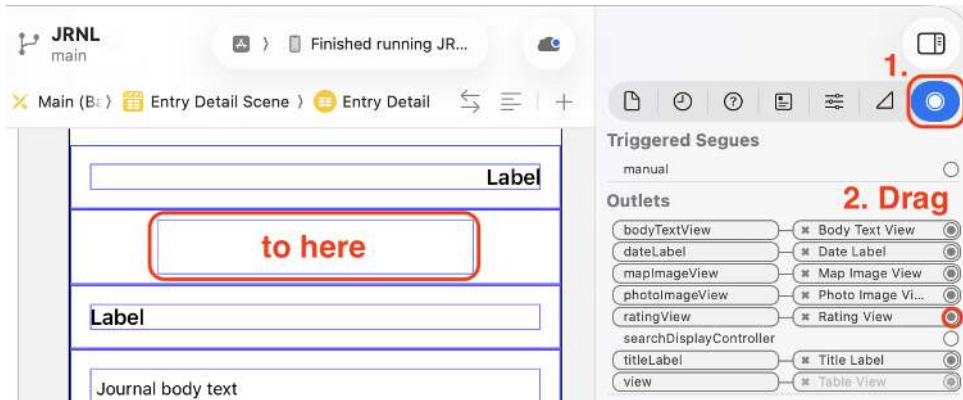 JRNL
main
Finished running JR...
1.
Main (Ba
Entry Detail Scene
Entry Detail
Triggered Segues
manual
Label
Outlets
2. Drag
bodyTextView
Body Text View
dateLabel
Date Label
to here
mapImageView
Map Image View
photoImageView
Photo Image Vi...
Label
ratingView
Rating View
searchDisplayController
titleLabel
Title Label
Journal body text
view
Table View